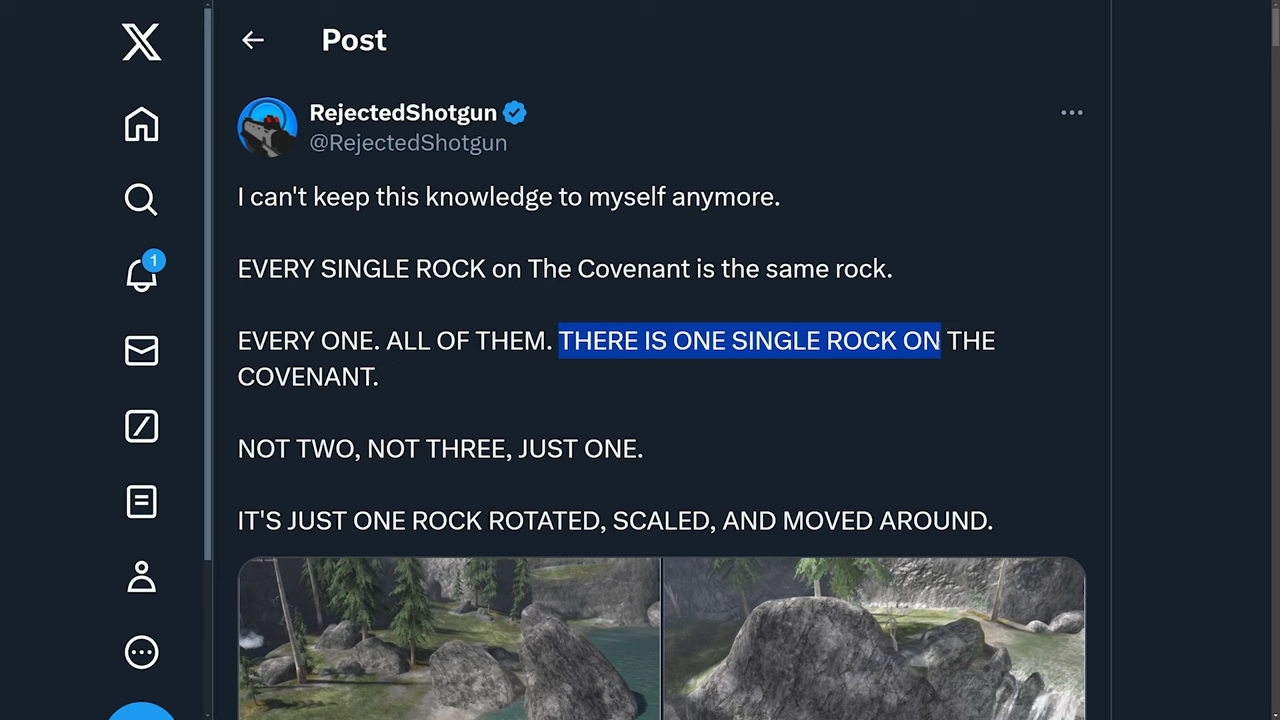 Post
RejectedShotgun
@RejectedShotgun
I can't keep this knowledge to myself anymore.
EVERY SINGLE ROCK on The Covenant is the same rock.
EVERY ONE. ALL OF THEM. THERE IS ONE SINGLE ROCK ON THE
COVENANT.
NOT TWO, NOT THREE, JUST ONE.
IT'S JUST ONE ROCK ROTATED, SCALED, AND MOVED AROUND.
1